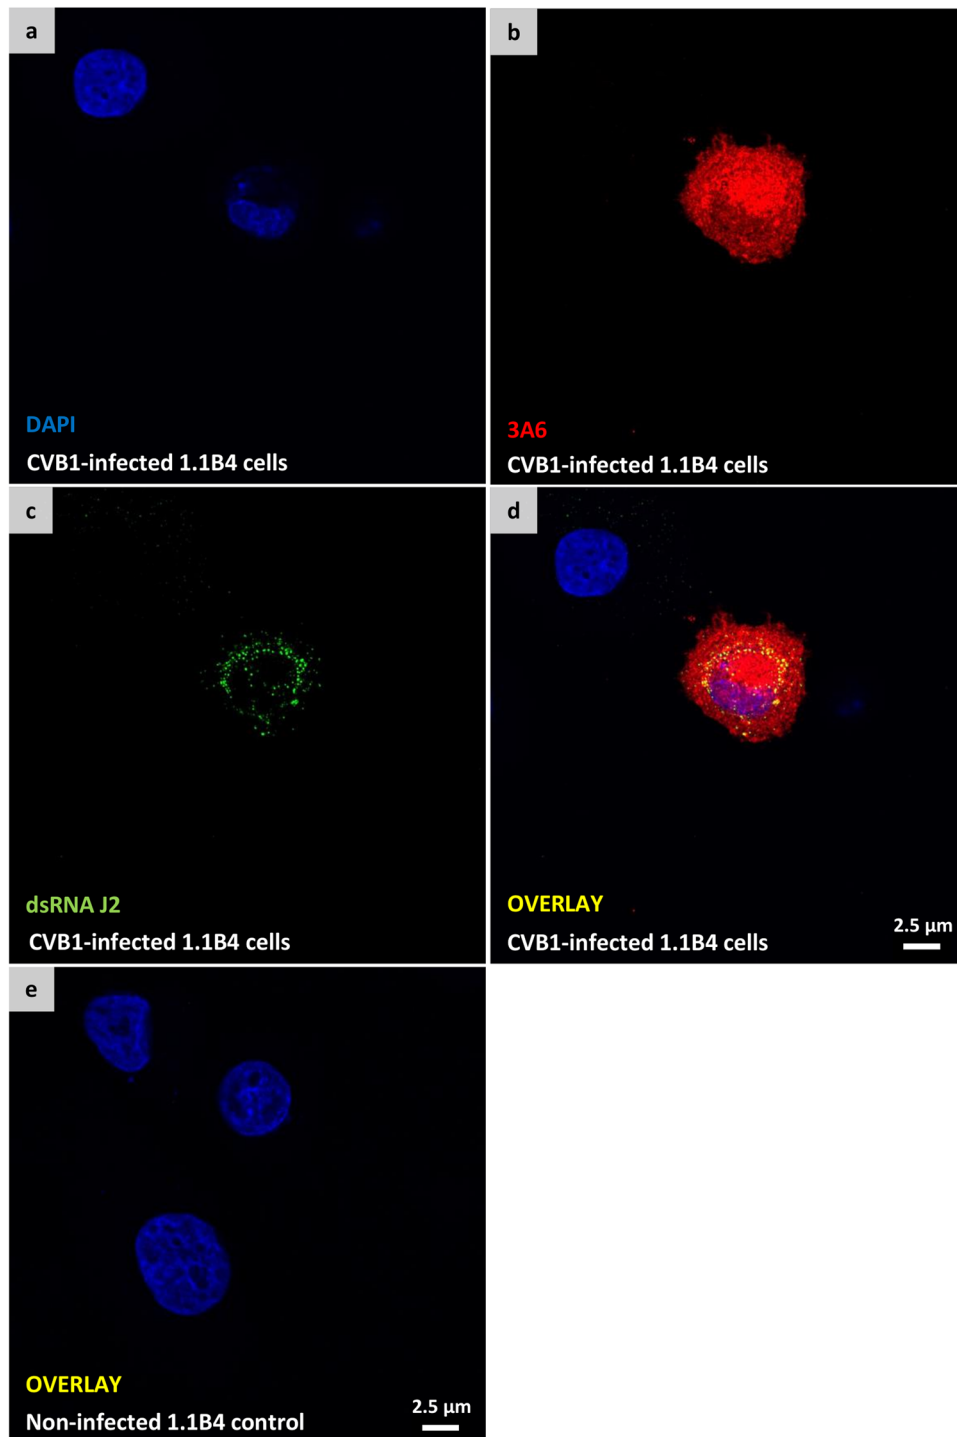 a
DAPI
CVB1-infected 1.1B4 cells
b
3A6
CVB1-infected 1.1B4 cells
c
dsRNA J2
CVB1-infected 1.1B4 cells
d
OVERLAY
CVB1-infected 1.1B4 cells
2.5 µm
e
OVERLAY
Non-infected 1.1B4 control
2.5 µm